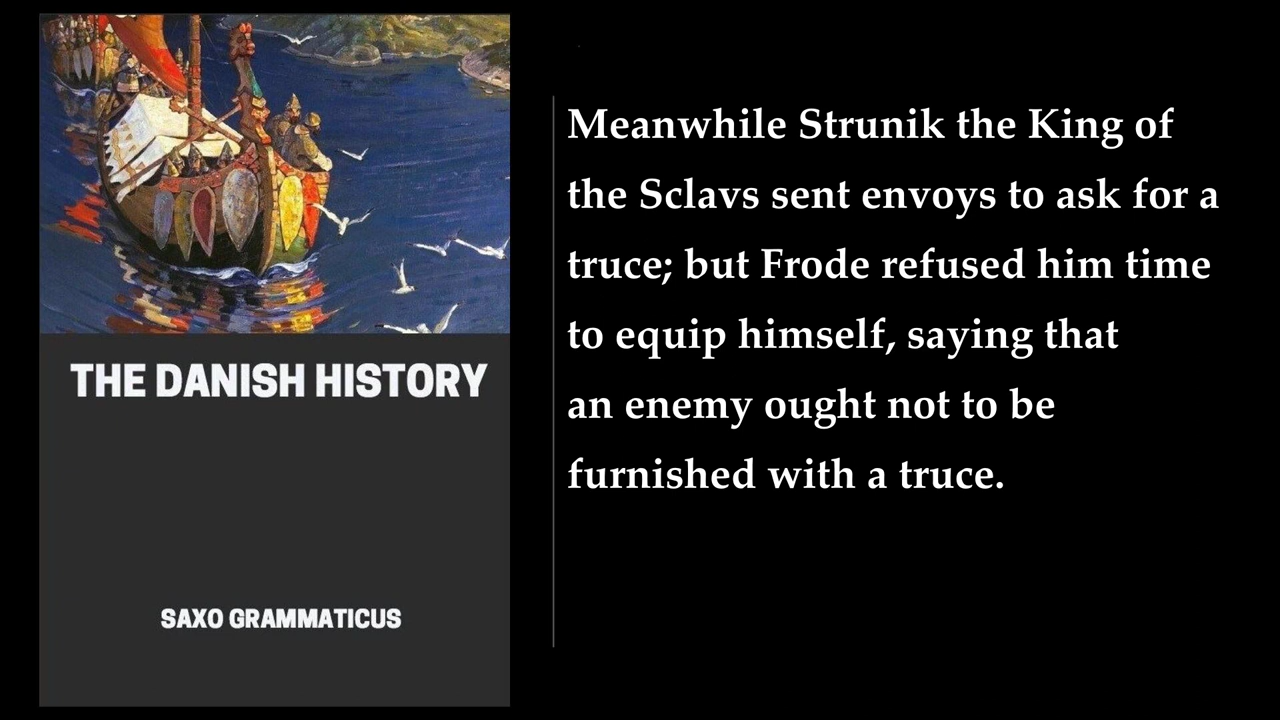 THE DANISH HISTORY
SAXO GRAMMATICUS
Meanwhile Strunik the King of
the Sclavs sent envoys to ask for a
truce; but Frode refused him time
to equip himself, saying that
an enemy ought not to be
furnished with a truce.